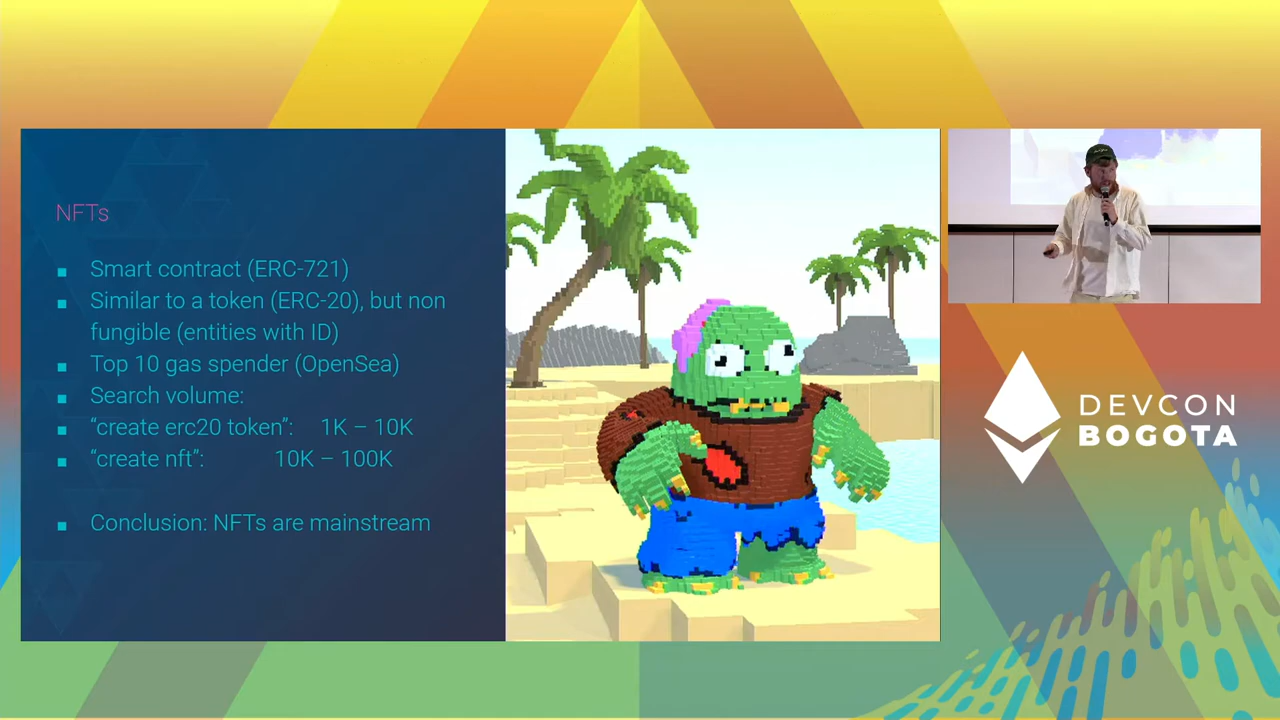 NFTs
▪ Smart contract (ERC-721)
▪ Similar to a token (ERC-20), but non
fungible (entities with ID)
▪ Top 10 gas spender (OpenSea)
▪ Search volume:
▪ “create erc20 token”: 1K – 10K
▪ “create nft”: 10K – 100K
▪ Conclusion: NFTs are mainstream
DEVCON
BOGOTA